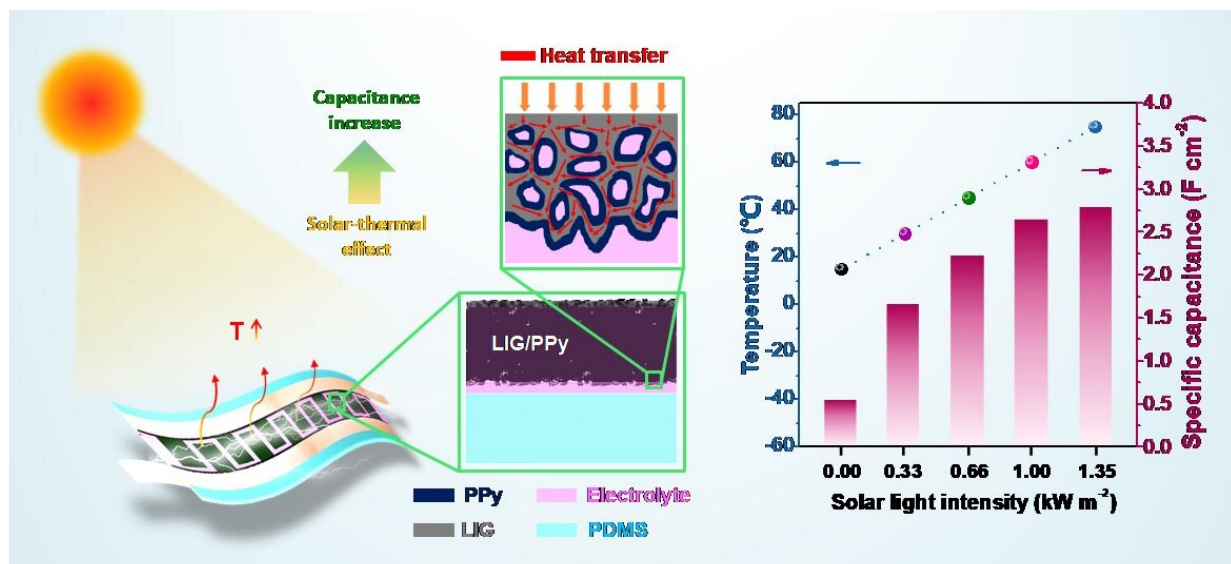 Heat transfer
Capacitance
increase
Solar-thermal
effect
T
LIG/PPy
PPy
Electrolyte
LIG
PDMS
80
60
40
20
0
-20
-40
-60
Temperature (℃)
4.0
3.5
3.0
2.5
2.0
1.5
1.0
0.5
0.0
Specific capacitance (F cm⁻²)
0.00 0.33 0.66 1.00 1.35
Solar light intensity (kW m⁻²)